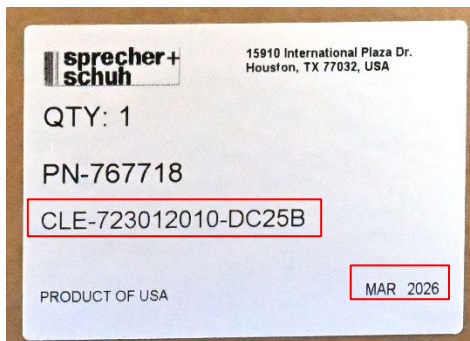 sprecher+
schuh
15910 International Plaza Dr.
Houston, TX 77032, USA
QTY: 1
PN-767718
CLE-723012010-DC25B
PRODUCT OF USA
MAR 2026